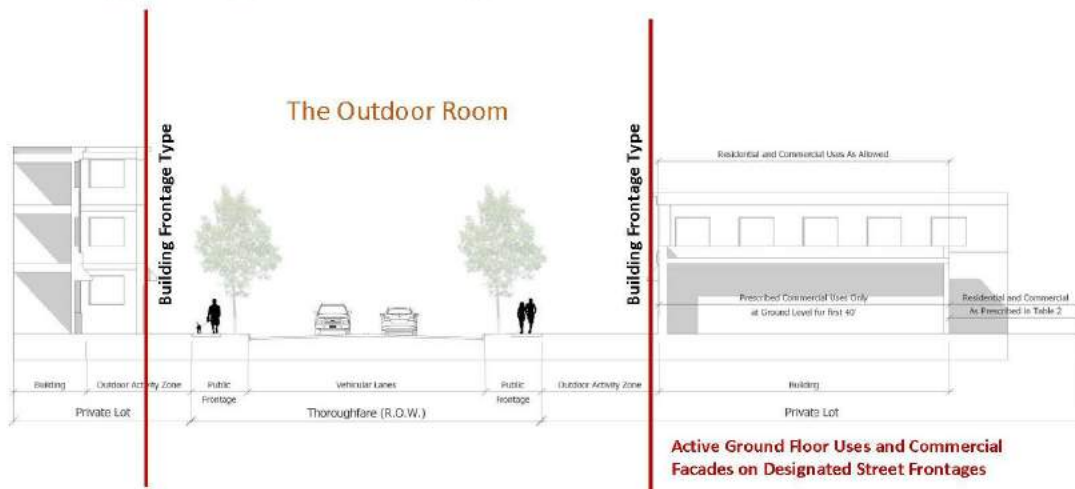 The Outdoor Room
Building Frontage Type
Building Frontage Type
Residential and Commercial Uses As Allowed
Prescribed Commercial Uses Only
at Ground Level for first 40'
Residential and Commercial
As Prescribed in Table 2
Building
Outdoor Activity Zone
Public
Frontage
Vehicular Lanes
Public
Frontage
Outdoor Activity Zone
Building
Private Lot
Thoroughfare (R.O.W.)
Private Lot
Active Ground Floor Uses and Commercial
Facades on Designated Street Frontages